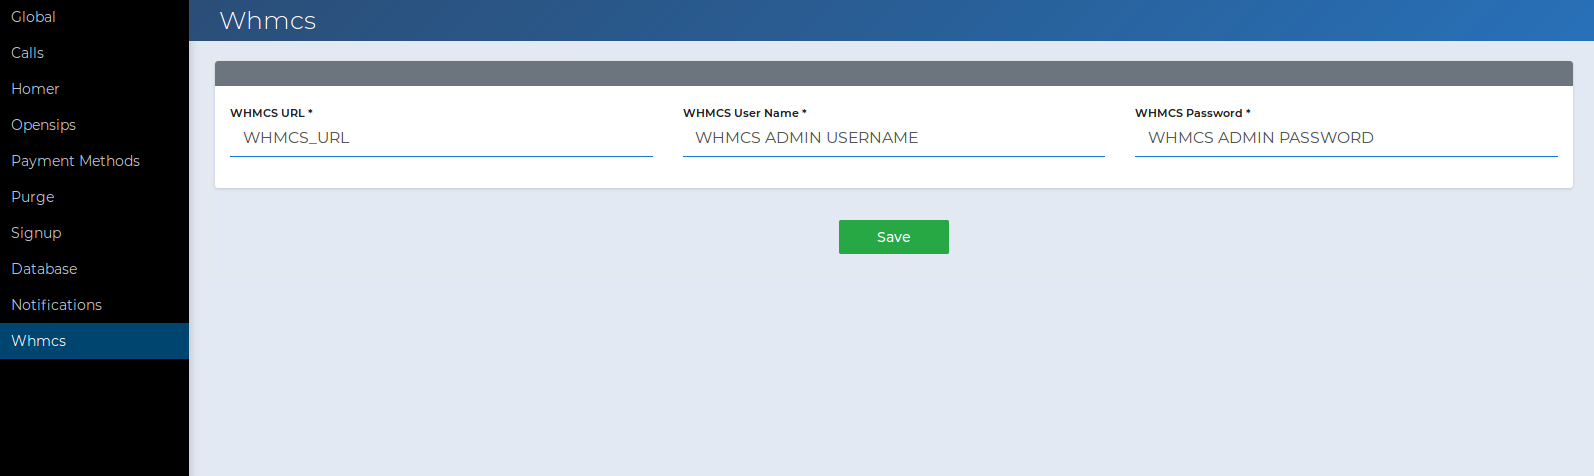 Global
Calls
Homer
Opensips
Payment Methods
Purge
Signup
Database
Notifications
Whmcs
Whmcs
WHMCS URL *
WHMCS_URL
WHMCS User Name *
WHMCS ADMIN USERNAME
WHMCS Password *
WHMCS ADMIN PASSWORD
Save